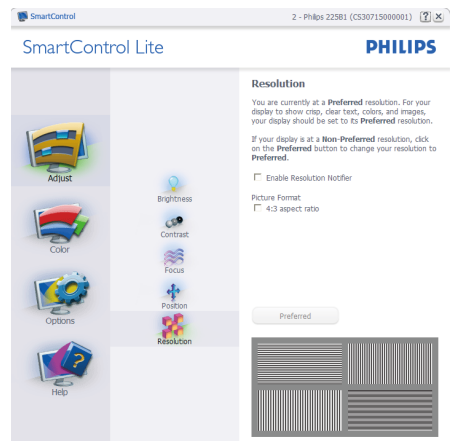 SmartControl
2 - Philips 225B1 (CS30715000001)
SmartControl Lite
PHILIPS
Adjust
Color
Options
Help
Brightness
Contrast
Focus
Position
Resolution
Resolution
You are currently at a Preferred resolution. For your
display to show crisp, clear text, colors, and images,
your display should be set to its Preferred resolution.
If your display is at a Non-Preferred resolution, click
on the Preferred button to change your resolution to
Preferred.
Enable Resolution Notifier
Picture Format
4:3 aspect ratio
Preferred